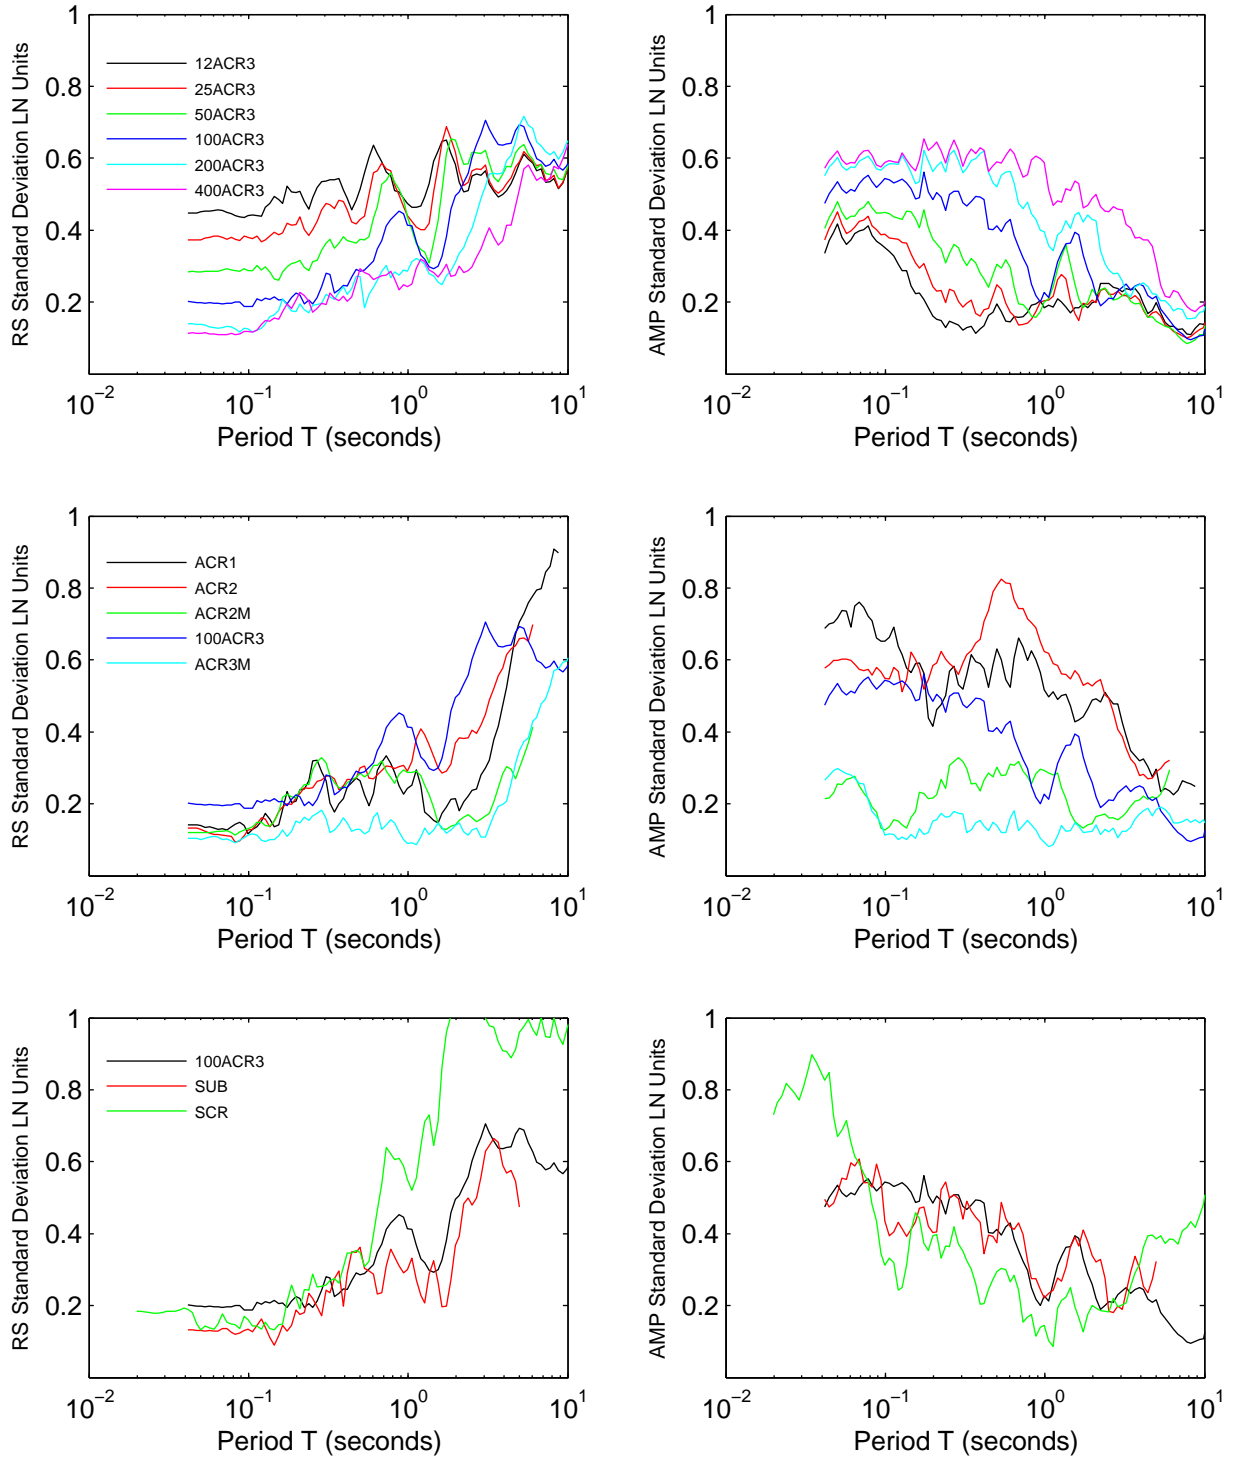 RS Standard Deviation LN Units
1
0.8
0.6
0.4
0.2
12ACR3
25ACR3
50ACR3
100ACR3
200ACR3
400ACR3
10−2
10−1
100
101
Period T (seconds)
AMP Standard Deviation LN Units
1
0.8
0.6
0.4
0.2
10−2
10−1
100
101
Period T (seconds)
RS Standard Deviation LN Units
1
0.8
0.6
0.4
0.2
ACR1
ACR2
ACR2M
100ACR3
ACR3M
10−2
10−1
100
101
Period T (seconds)
AMP Standard Deviation LN Units
1
0.8
0.6
0.4
0.2
10−2
10−1
100
101
Period T (seconds)
RS Standard Deviation LN Units
1
0.8
0.6
0.4
0.2
100ACR3
SUB
SCR
10−2
10−1
100
101
Period T (seconds)
AMP Standard Deviation LN Units
1
0.8
0.6
0.4
0.2
10−2
10−1
100
101
Period T (seconds)